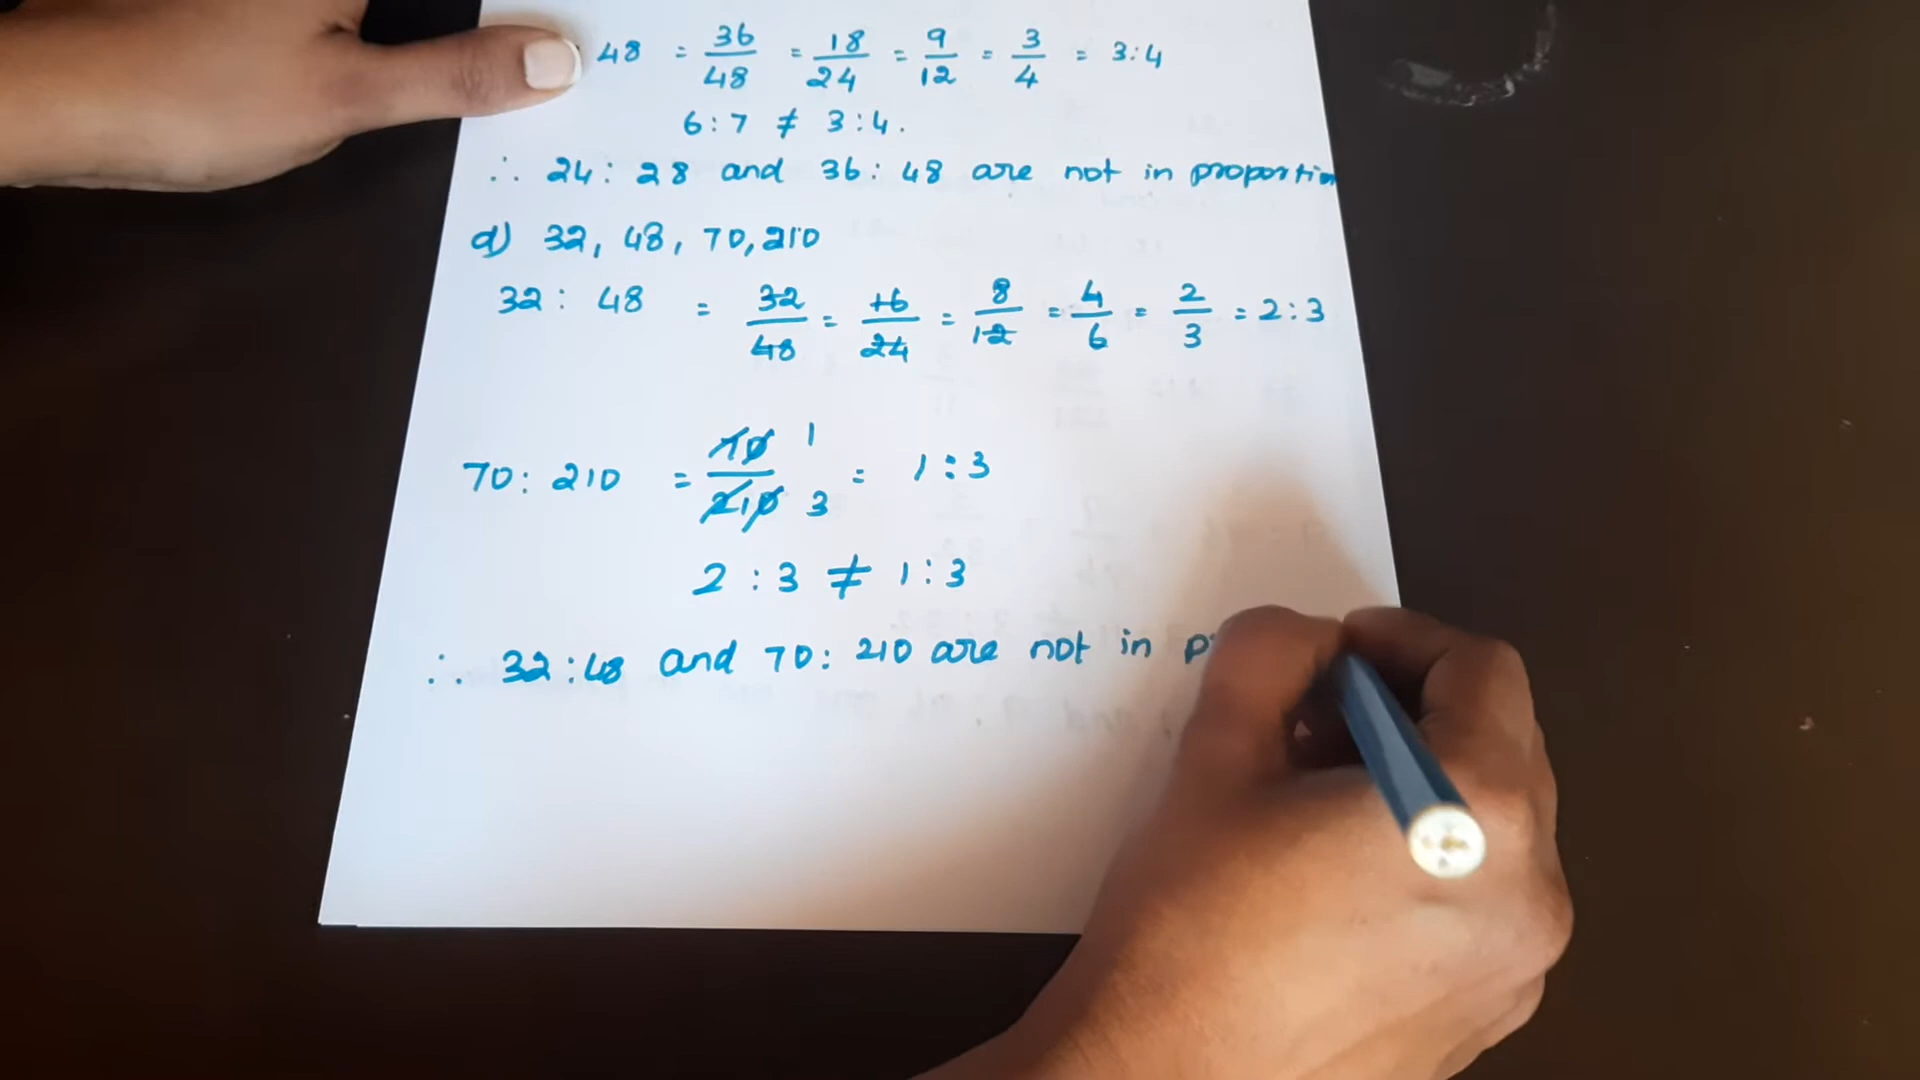 48 = 36/48 = 18/24 = 9/12 = 3/4 = 3:4
6:7 ≠ 3:4.
∴ 24:28 and 36:48 are not in
d) 32, 48, 70, 210
32:48 = 32/48 = 16/24 = 8/12 = 4/6 = 2/3 = 2:3
70:210 = 70/210 1/3 = 1:3
2:3 ≠ 1:3
∴ 32:48 and 70:210 are not in